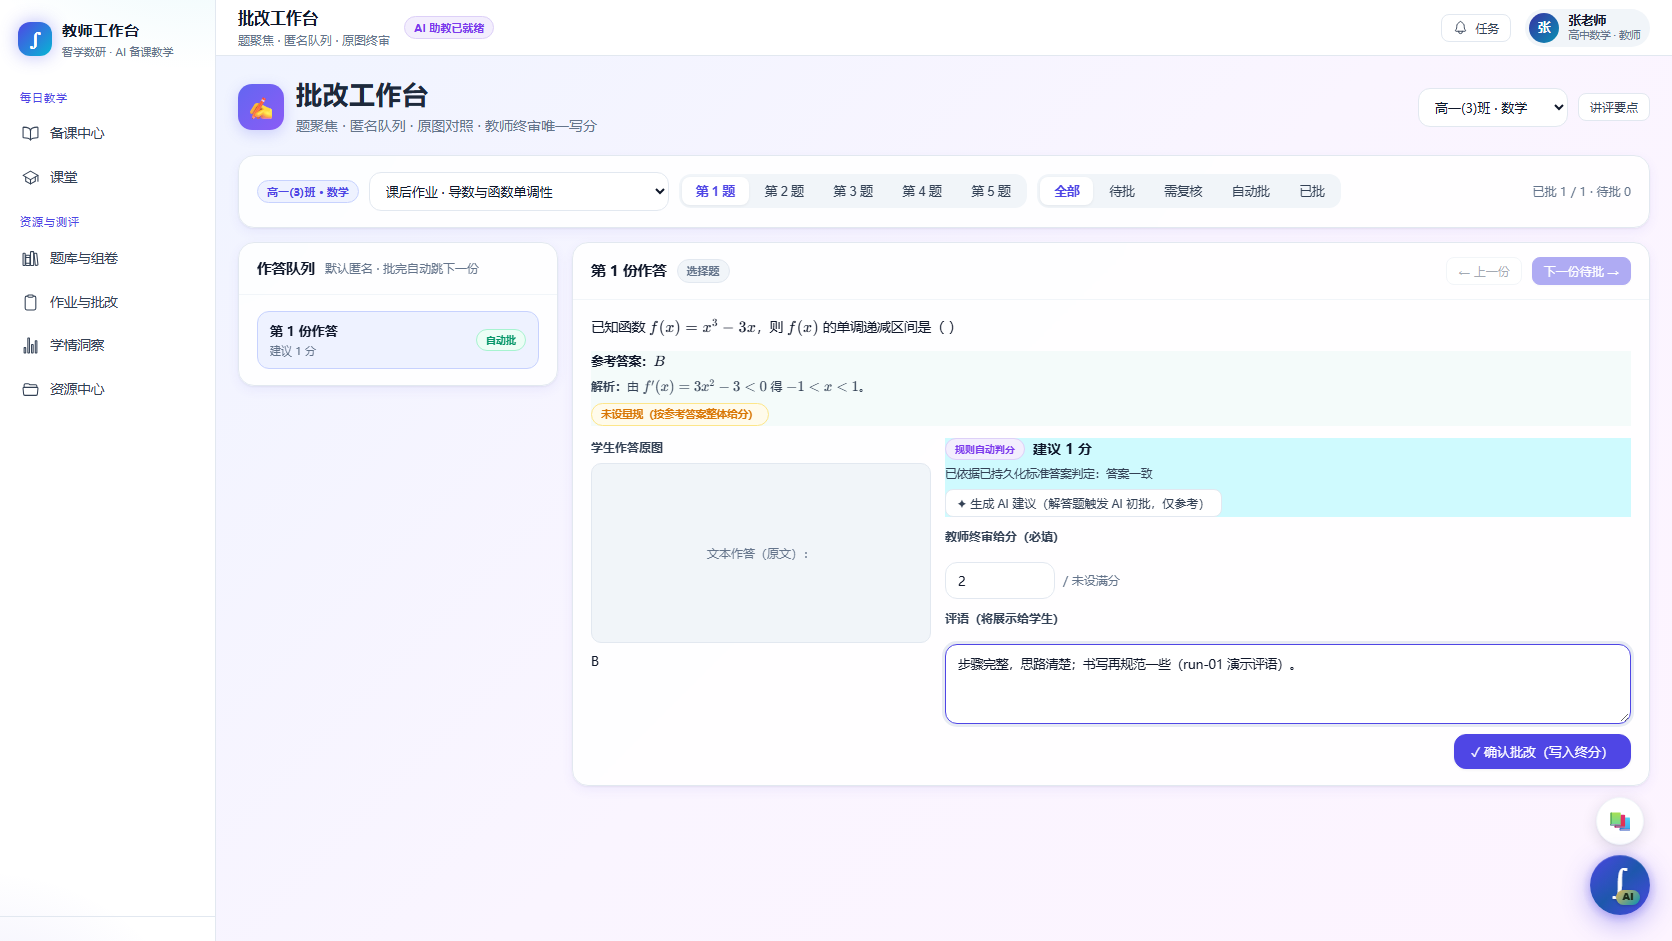 教师工作台
智学数研 · AI 备课教学
每日教学
备课中心
课堂
资源与测评
题库与组卷
作业与批改
学情洞察
资源中心
批改工作台
题聚焦 · 匿名队列 · 原图终审
AI 助教已就绪
任务
张
张老师
高中数学 · 教师
批改工作台
题聚焦 · 匿名队列 · 原图对照 · 教师终审唯一写分
高一(3)班 · 数学
讲评要点
高一(3)班 • 数学
课后作业 · 导数与函数单调性
第 1 题 第 2 题 第 3 题 第 4 题 第 5 题
全部 待批 需复核 自动批 已批
已批 1 / 1 · 待批 0
作答队列 默认匿名 · 批完自动跳下一份
第 1 份作答
建议 1 分
自动批
第 1 份作答 选择题
← 上一份 下一份待批 →
已知函数 f(x) = x³ − 3x，则 f(x) 的单调递减区间是（ ）
参考答案：B
解析：由 f′(x) = 3x² − 3 < 0 得 −1 < x < 1。
未设量规（按参考答案整体给分）
学生作答原图
文本作答（原文）：
B
规则自动判分 建议 1 分
已依据已持久化标准答案判定：答案一致
✦ 生成 AI 建议（解答题触发 AI 初批，仅参考）
教师终审给分（必填）
2 / 未设满分
评语（将展示给学生）
步骤完整，思路清楚；书写再规范一些（run-01 演示评语）。
✓ 确认批改（写入终分）
AI